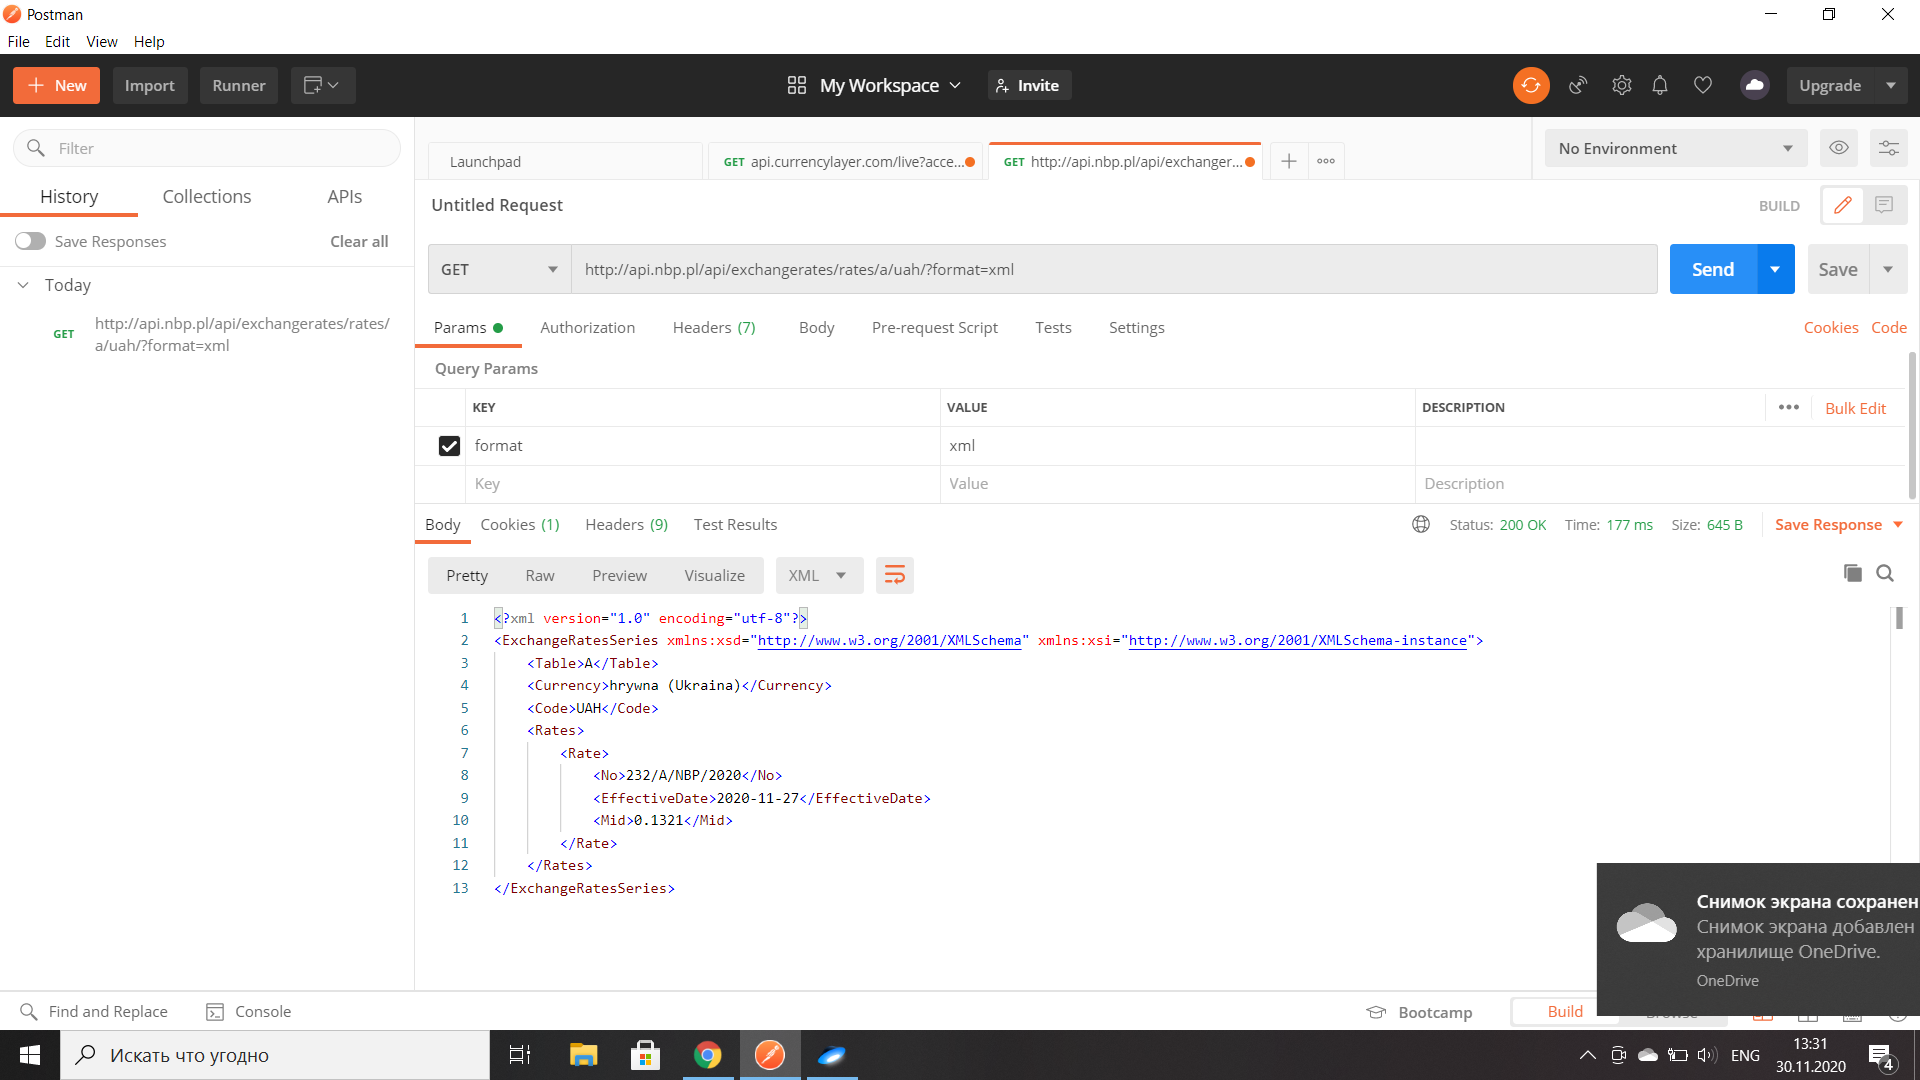 Postman
File Edit View Help
New Import Runner My Workspace Invite Upgrade
Filter
History Collections APIs
Save Responses Clear all
Today
GET http://api.nbp.pl/api/exchangerates/rates/
a/uah/?format=xml
Launchpad GET api.currencylayer.com/live?acce... GET http://api.nbp.pl/api/exchanger... No Environment
Untitled Request BUILD
GET http://api.nbp.pl/api/exchangerates/rates/a/uah/?format=xml Send Save
Params Authorization Headers (7) Body Pre-request Script Tests Settings Cookies Code
Query Params
KEY VALUE DESCRIPTION Bulk Edit
format xml
Key Value Description
Body Cookies (1) Headers (9) Test Results Status: 200 OK Time: 177 ms Size: 645 B Save Response
Pretty Raw Preview Visualize XML
1 <?xml version="1.0" encoding="utf-8"?>
2 <ExchangeRatesSeries xmlns:xsd="http://www.w3.org/2001/XMLSchema" xmlns:xsi="http://www.w3.org/2001/XMLSchema-instance">
3 <Table>A</Table>
4 <Currency>hrywna (Ukraina)</Currency>
5 <Code>UAH</Code>
6 <Rates>
7 <Rate>
8 <No>232/A/NBP/2020</No>
9 <EffectiveDate>2020-11-27</EffectiveDate>
10 <Mid>0.1321</Mid>
11 </Rate>
12 </Rates>
13 </ExchangeRatesSeries>
Снимок экрана сохранен
Снимок экрана добавлен
хранилище OneDrive.
OneDrive
Find and Replace Console Bootcamp Build Browse
Искать что угодно ENG 13:31
30.11.2020 4